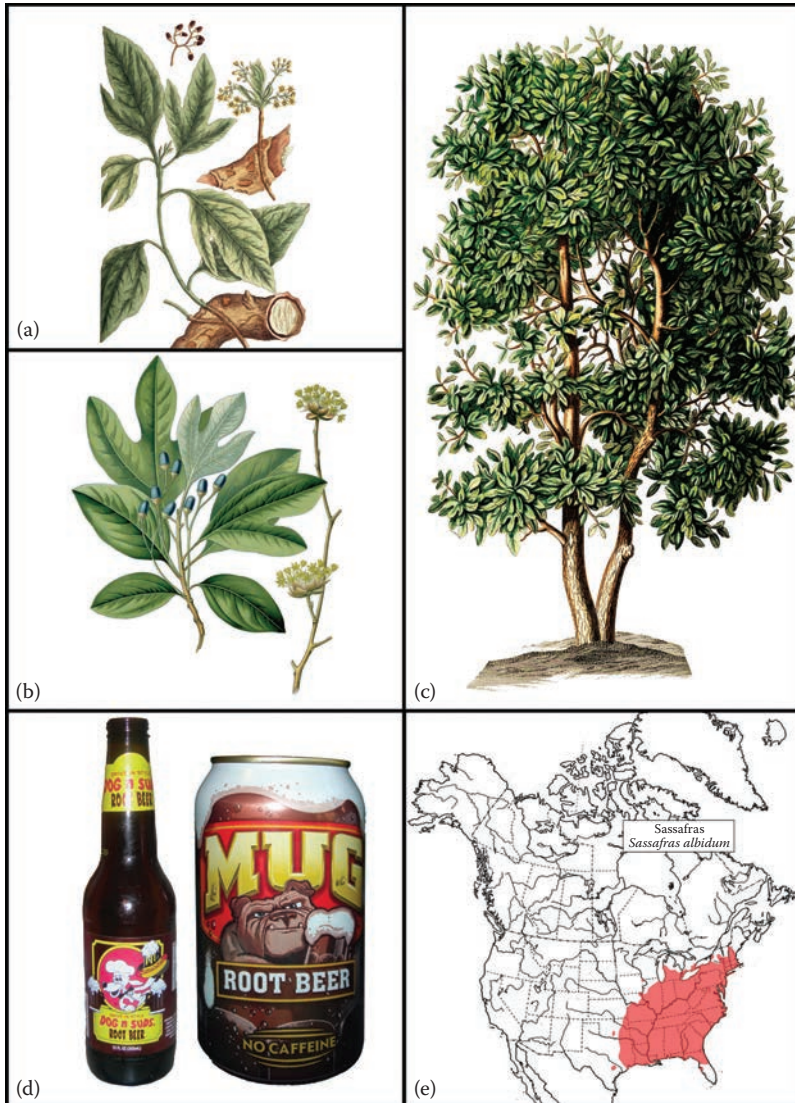 (a)
(b)
(c)
DOG n SUDS
ROOT BEER
MUG
ROOT BEER
NO CAFFEINE
DOG n SUDS
ROOT BEER
(d)
Sassafras
Sassafras albidum
(e)